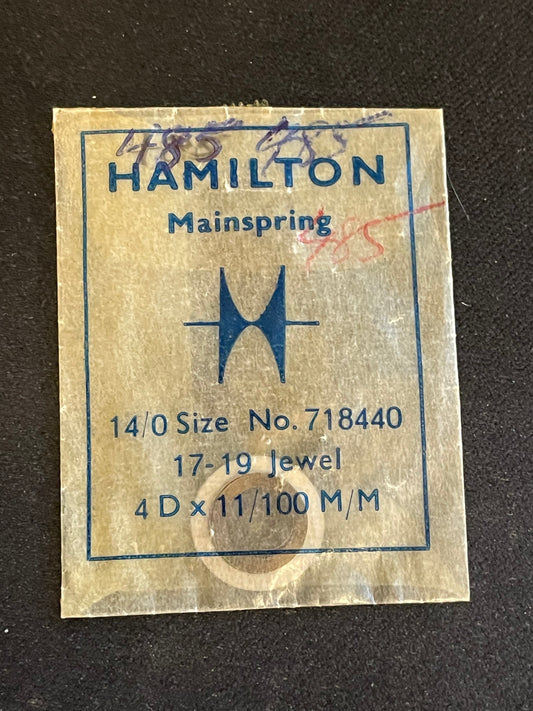 485 485
HAMILTON
Mainspring
485
14/0 Size No. 718440
17-19 Jewel
4 D x 11/100 M/M